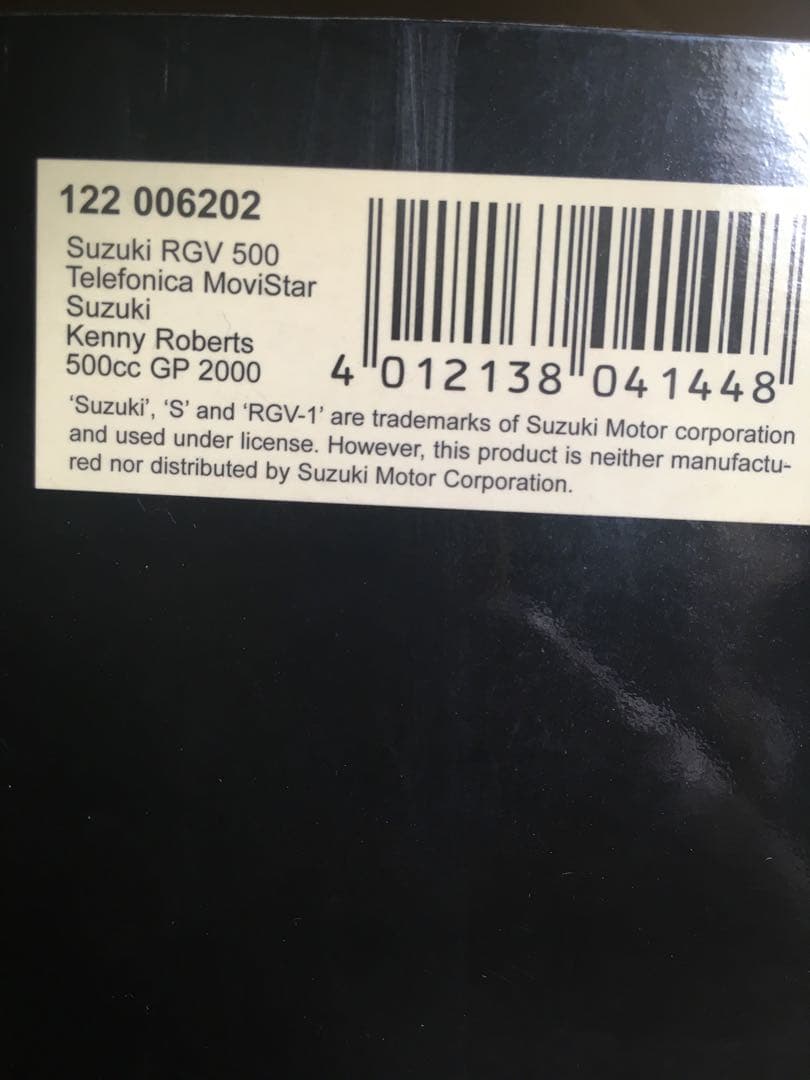 122 006202
Suzuki RGV 500
Telefonica MoviStar
Suzuki
Kenny Roberts
500cc GP 2000
4 012138 041448
‘Suzuki’, ‘S’ and ‘RGV-1’ are trademarks of Suzuki Motor corporation
and used under license. However, this product is neither manufactu-
red nor distributed by Suzuki Motor Corporation.